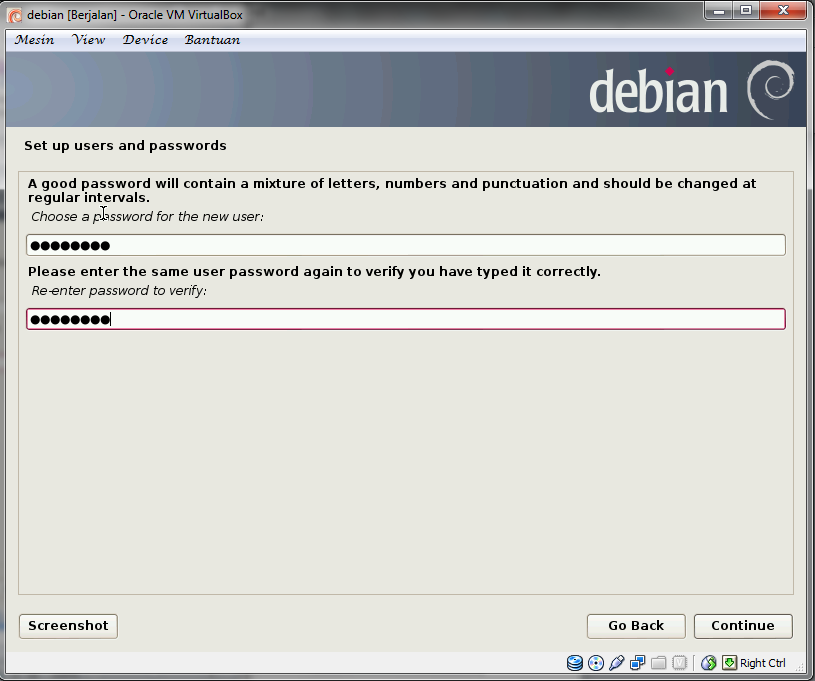 debian [Berjalan] - Oracle VM VirtualBox
Mesin View Device Bantuan
debian
Set up users and passwords
A good password will contain a mixture of letters, numbers and punctuation and should be changed at
regular intervals.
Choose a password for the new user:
●●●●●●●●
Please enter the same user password again to verify you have typed it correctly.
Re-enter password to verify:
●●●●●●●●
Screenshot Go Back Continue
Right Ctrl